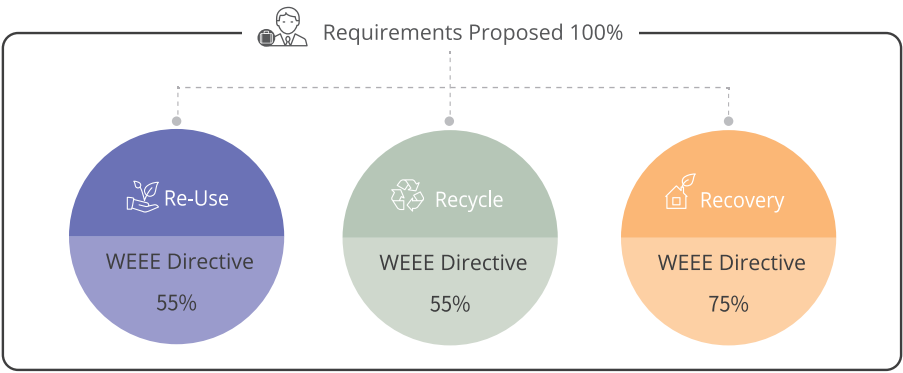 Requirements Proposed 100%
Re-Use
WEEE Directive
55%
Recycle
WEEE Directive
55%
Recovery
WEEE Directive
75%